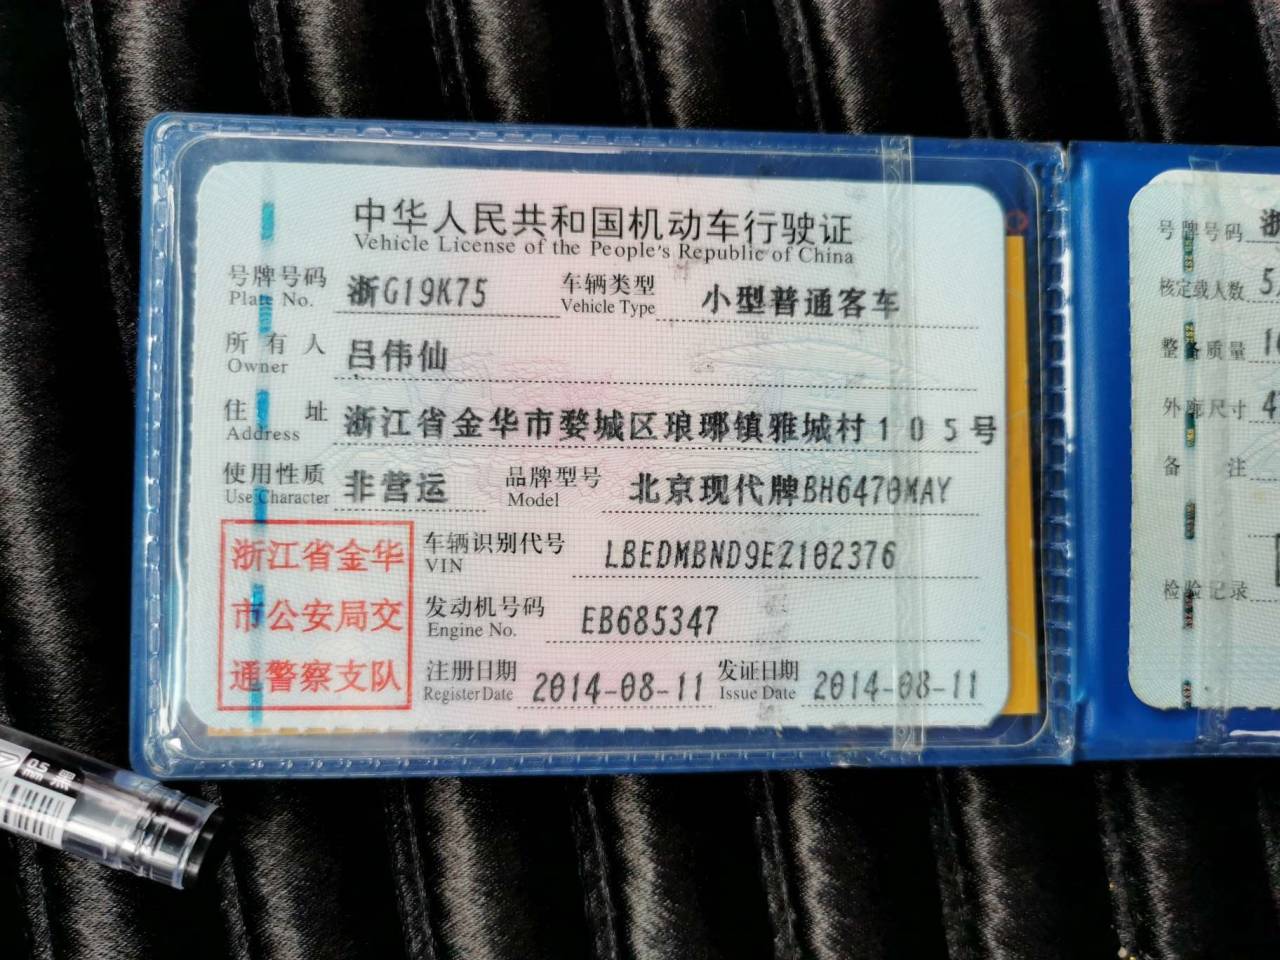 中华人民共和国机动车行驶证
Vehicle License of the People's Republic of China
号牌号码 浙G19K75 车辆类型 小型普通客车
Plate No. Vehicle Type
所有人 吕伟仙
Owner
住址 浙江省金华市婺城区琅琊镇雅城村105号
Address
使用性质 非营运 品牌型号 北京现代牌BH6470MAY
Use Character Model
浙江省金华
市公安局交
通警察支队
车辆识别代号 LBEDMBND9EZ102376
VIN
发动机号码 EB685347
Engine No.
注册日期 2014-08-11 发证日期 2014-08-11
Register Date Issue Date
号牌号码 浙
核定载人数 5
整备质量
外廓尺寸 4
备注
检验记录
0.5 黑